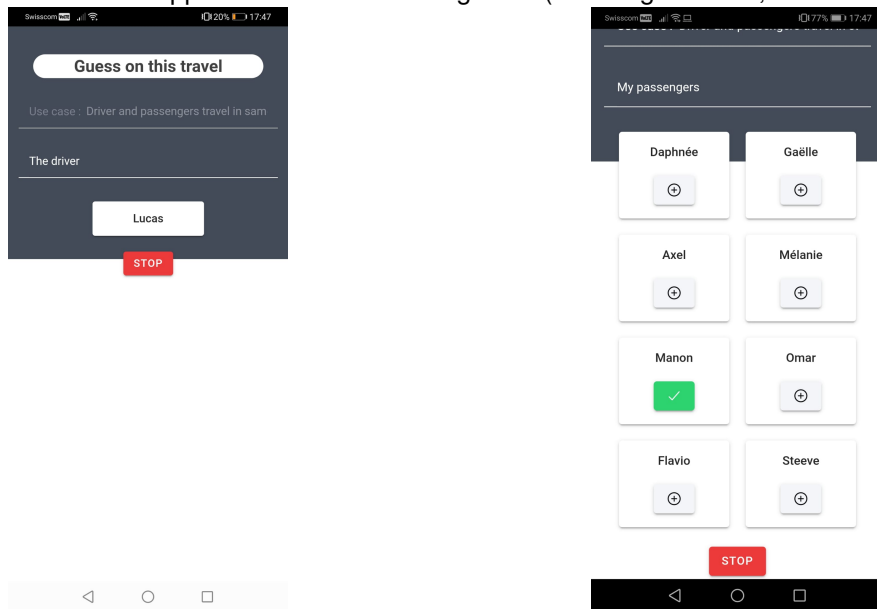 Swisscom 20% 17:47
Guess on this travel
Use case : Driver and passengers travel in sam
The driver
Lucas
STOP
Swisscom 77% 17:47
My passengers
Daphnée Gaëlle
Axel Mélanie
Manon Omar
Flavio Steeve
STOP